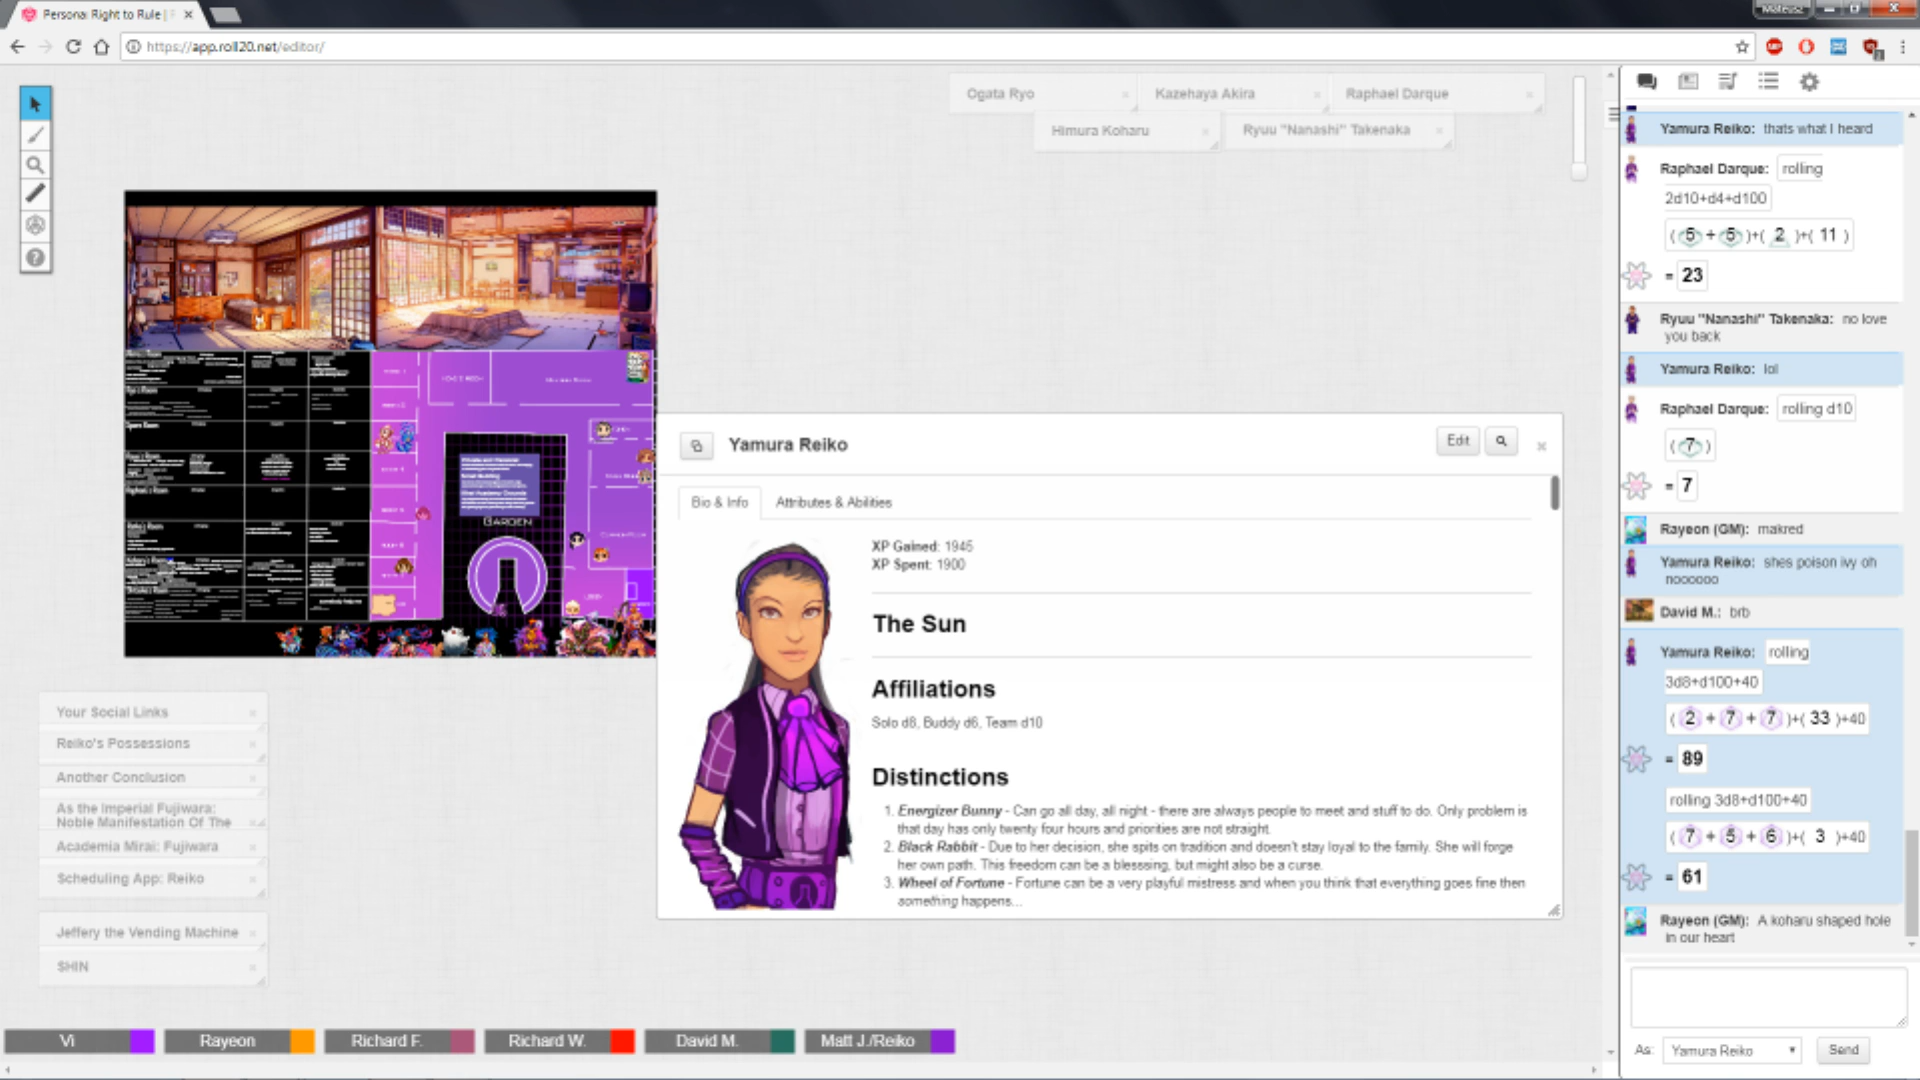 Persona: Right to Rule |
Mateusz
https://app.roll20.net/editor/
Ogata Ryo
Kazehaya Akira
Raphael Darque
Himura Koharu
Ryuu "Nanashi" Takenaka
GARDEN
Yamura Reiko
Edit
Bio & Info
Attributes & Abilities
XP Gained: 1945
XP Spent: 1900
The Sun
Affiliations
Solo d8, Buddy d6, Team d10
Distinctions
1. Energizer Bunny - Can go all day, all night - there are always people to meet and stuff to do. Only problem is
that day has only twenty four hours and priorities are not straight.
2. Black Rabbit - Due to her decision, she spits on tradition and doesn't stay loyal to the family. She will forge
her own path. This freedom can be a blesssing, but might also be a curse.
3. Wheel of Fortune - Fortune can be a very playful mistress and when you think that everything goes fine then
something happens...
Your Social Links
Reiko's Possessions
Another Conclusion
As the Imperial Fujiwara:
Noble Manifestation Of The
Academia Mirai: Fujiwara
Scheduling App: Reiko
Jeffery the Vending Machine
SHIN
Vi
Rayeon
Richard F.
Richard W.
David M.
Matt J./Reiko
Yamura Reiko: thats what I heard
Raphael Darque: rolling
2d10+d4+d100
(5+5)+(2)+(11)
= 23
Ryuu "Nanashi" Takenaka: no love
you back
Yamura Reiko: lol
Raphael Darque: rolling d10
(7)
= 7
Rayeon (GM): makred
Yamura Reiko: shes poison ivy oh
noooooo
David M.: brb
Yamura Reiko: rolling
3d8+d100+40
(2+7+7)+(33)+40
= 89
rolling 3d8+d100+40
(7+5+6)+(3)+40
= 61
Rayeon (GM): A koharu shaped hole
in our heart
As: Yamura Reiko
Send